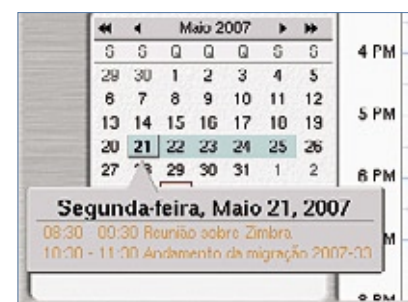 Maio 2007
S S Q Q S S
29 30 1 2 3 4 5
6 7 8 9 10 11 12
13 14 15 16 17 18 19
20 21 22 23 24 25 26
27 28 29 30 31 1 2
4 PM
5 PM
6 PM
Segunda-feira, Maio 21, 2007
08:30 - 09:30 Reunião sobre Zimbra
10:30 - 11:30 Andamento da migração 2007-03
M
8 PM